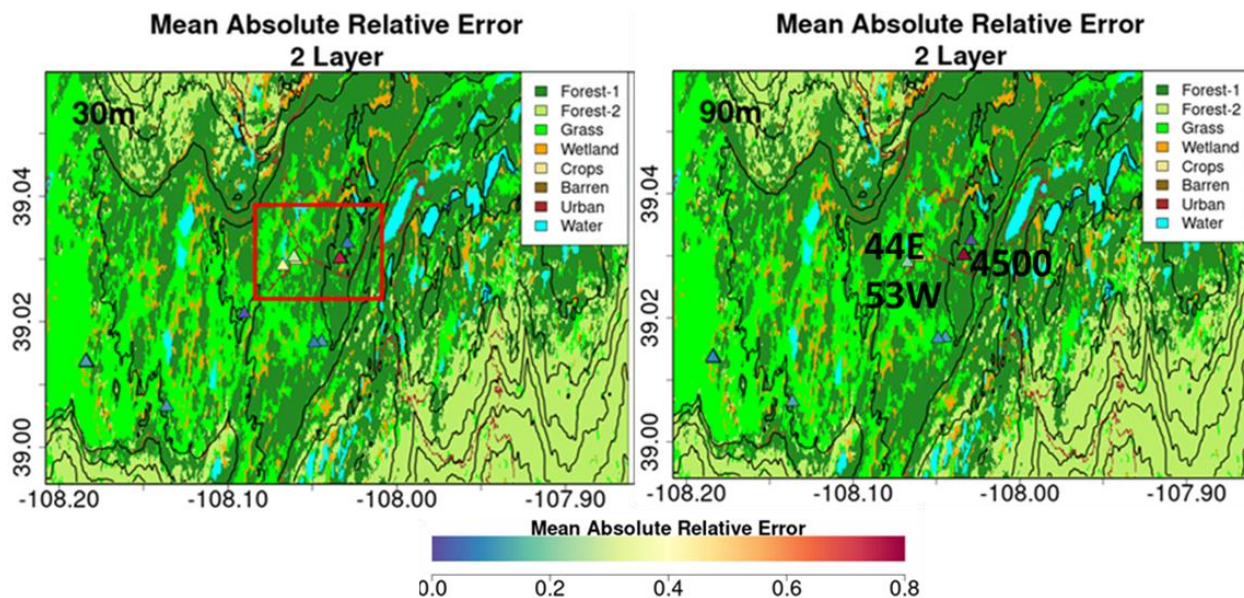 Mean Absolute Relative Error
2 Layer
30m
Forest-1
Forest-2
Grass
Wetland
Crops
Barren
Urban
Water
39.04
39.02
39.00
-108.20
-108.10
-108.00
-107.90
Mean Absolute Relative Error
2 Layer
90m
Forest-1
Forest-2
Grass
Wetland
Crops
Barren
Urban
Water
44E
4500
53W
39.04
39.02
39.00
-108.20
-108.10
-108.00
-107.90
Mean Absolute Relative Error
0.0
0.2
0.4
0.6
0.8